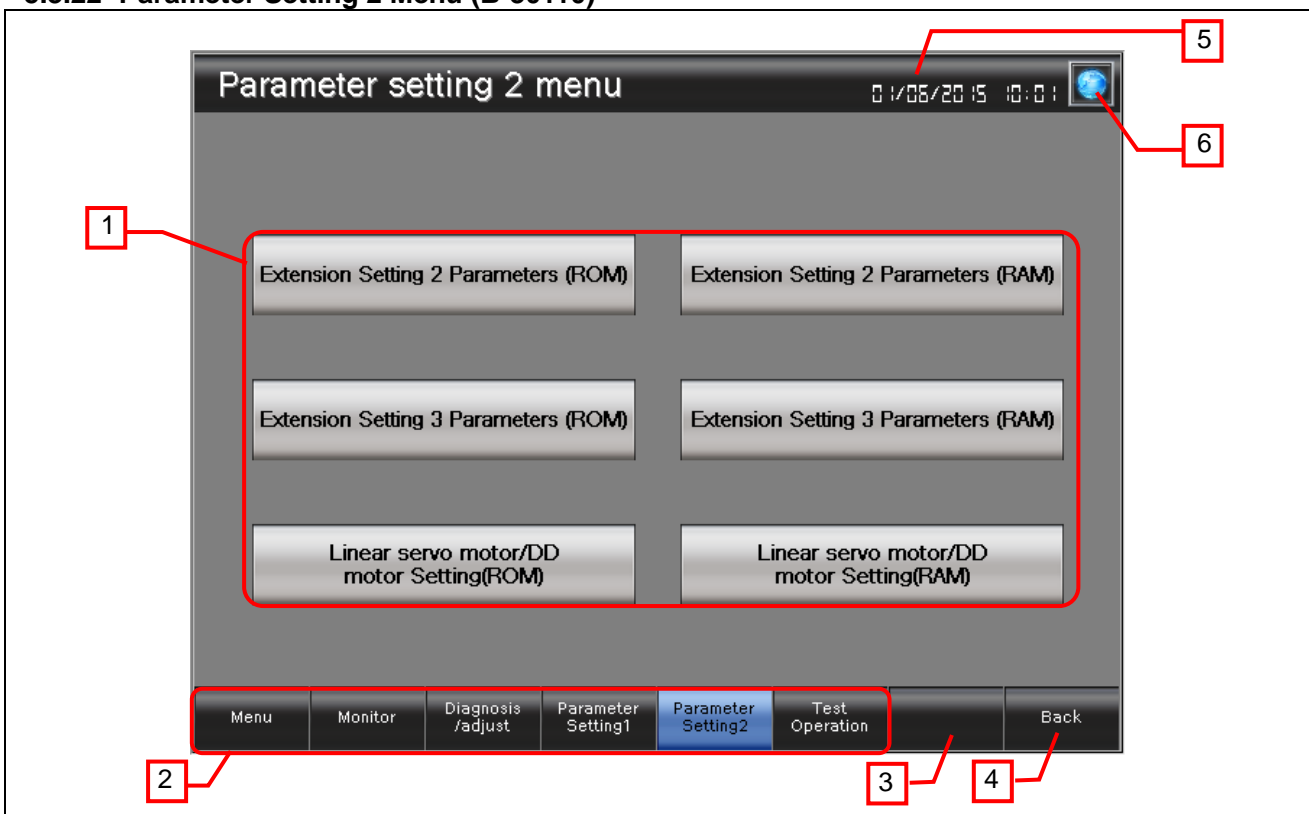 5
Parameter setting 2 menu
01/06/2015 10:01
6
1
Extension Setting 2 Parameters (ROM)
Extension Setting 2 Parameters (RAM)
Extension Setting 3 Parameters (ROM)
Extension Setting 3 Parameters (RAM)
Linear servo motor/DD
motor Setting(ROM)
Linear servo motor/DD
motor Setting(RAM)
Menu
Monitor
Diagnosis
/adjust
Parameter
Setting1
Parameter
Setting2
Test
Operation
Back
2
3
4